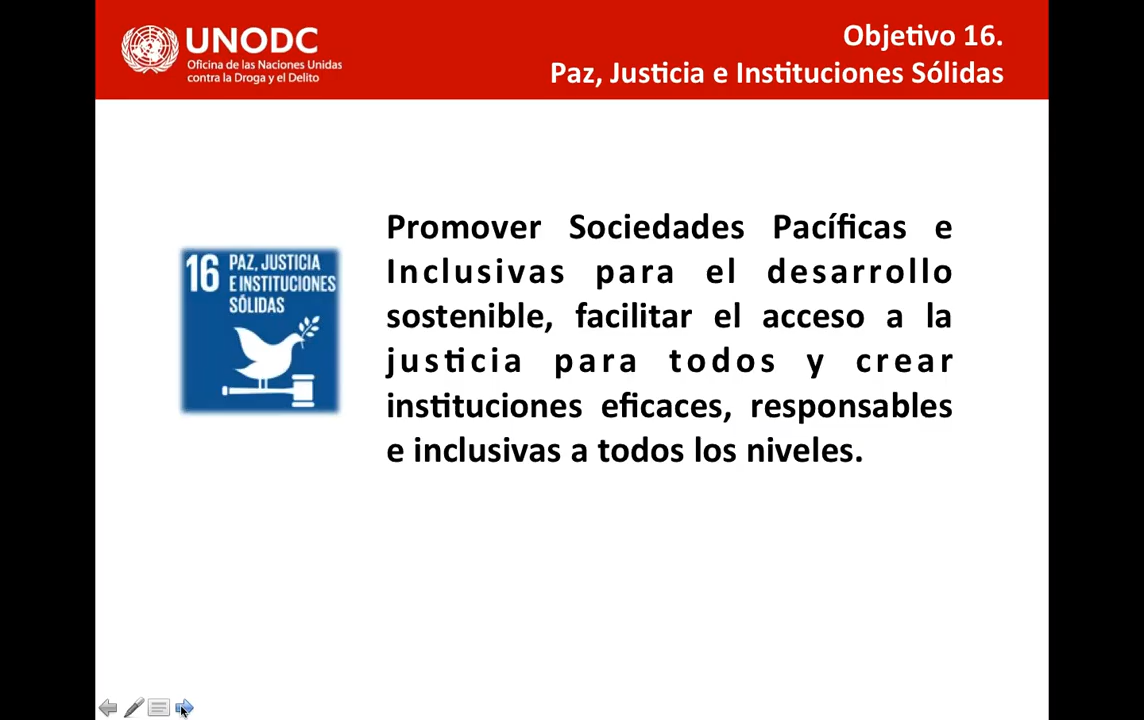 UNODC
Oficina de las Naciones Unidas
contra la Droga y el Delito
Objetivo 16.
Paz, Justicia e Instituciones Sólidas
16 PAZ, JUSTICIA
E INSTITUCIONES
SÓLIDAS
Promover Sociedades Pacíficas e
Inclusivas para el desarrollo
sostenible, facilitar el acceso a la
justicia para todos y crear
instituciones eficaces, responsables
e inclusivas a todos los niveles.